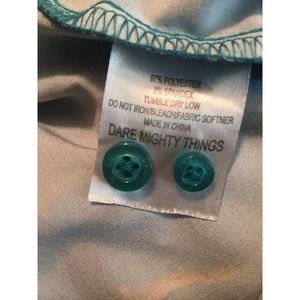 97% POLYESTER
3% SPANDEX
TUMBLE DRY LOW
DO NOT IRON/BLEACH/FABRIC SOFTNER
MADE IN CHINA
DARE MIGHTY THINGS